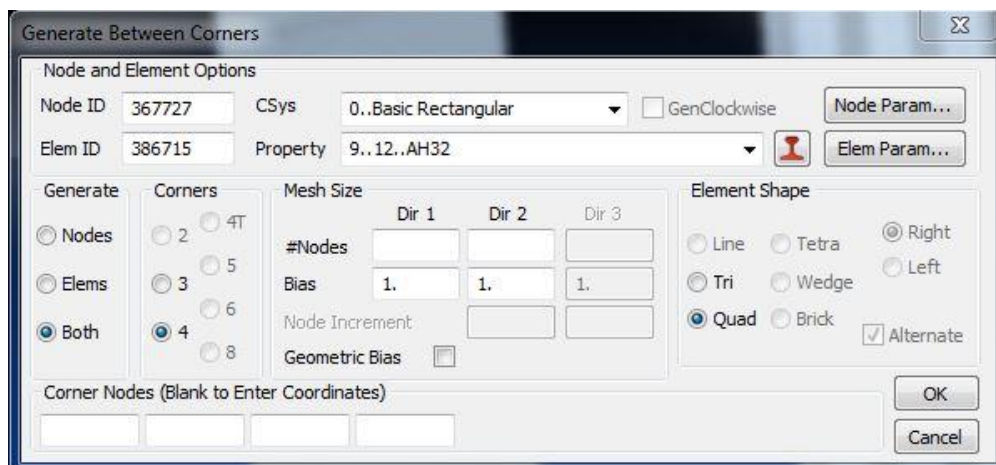 Generate Between Corners
Node and Element Options
Node ID 367727 CSys 0..Basic Rectangular GenClockwise Node Param...
Elem ID 386715 Property 9..12..AH32 Elem Param...
Generate Corners Mesh Size Element Shape
Dir 1 Dir 2 Dir 3
Nodes 2 4T #Nodes Line Tetra Right
Elems 3 5 Bias 1. 1. 1. Tri Wedge Left
Both 4 6 Node Increment Quad Brick Alternate
8 Geometric Bias
Corner Nodes (Blank to Enter Coordinates)
OK
Cancel